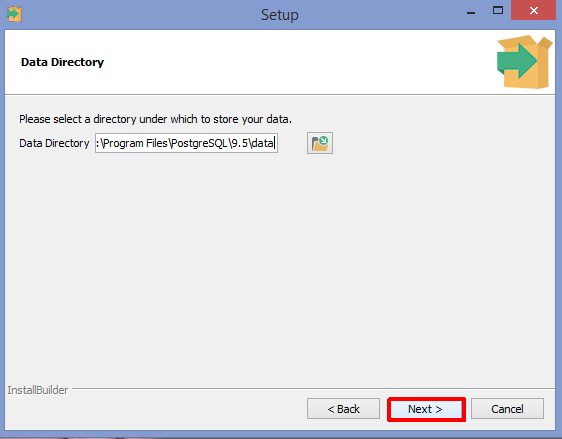 Setup
Data Directory
Please select a directory under which to store your data.
Data Directory :\Program Files\PostgreSQL\9.5\data
InstallBuilder
< Back Next > Cancel